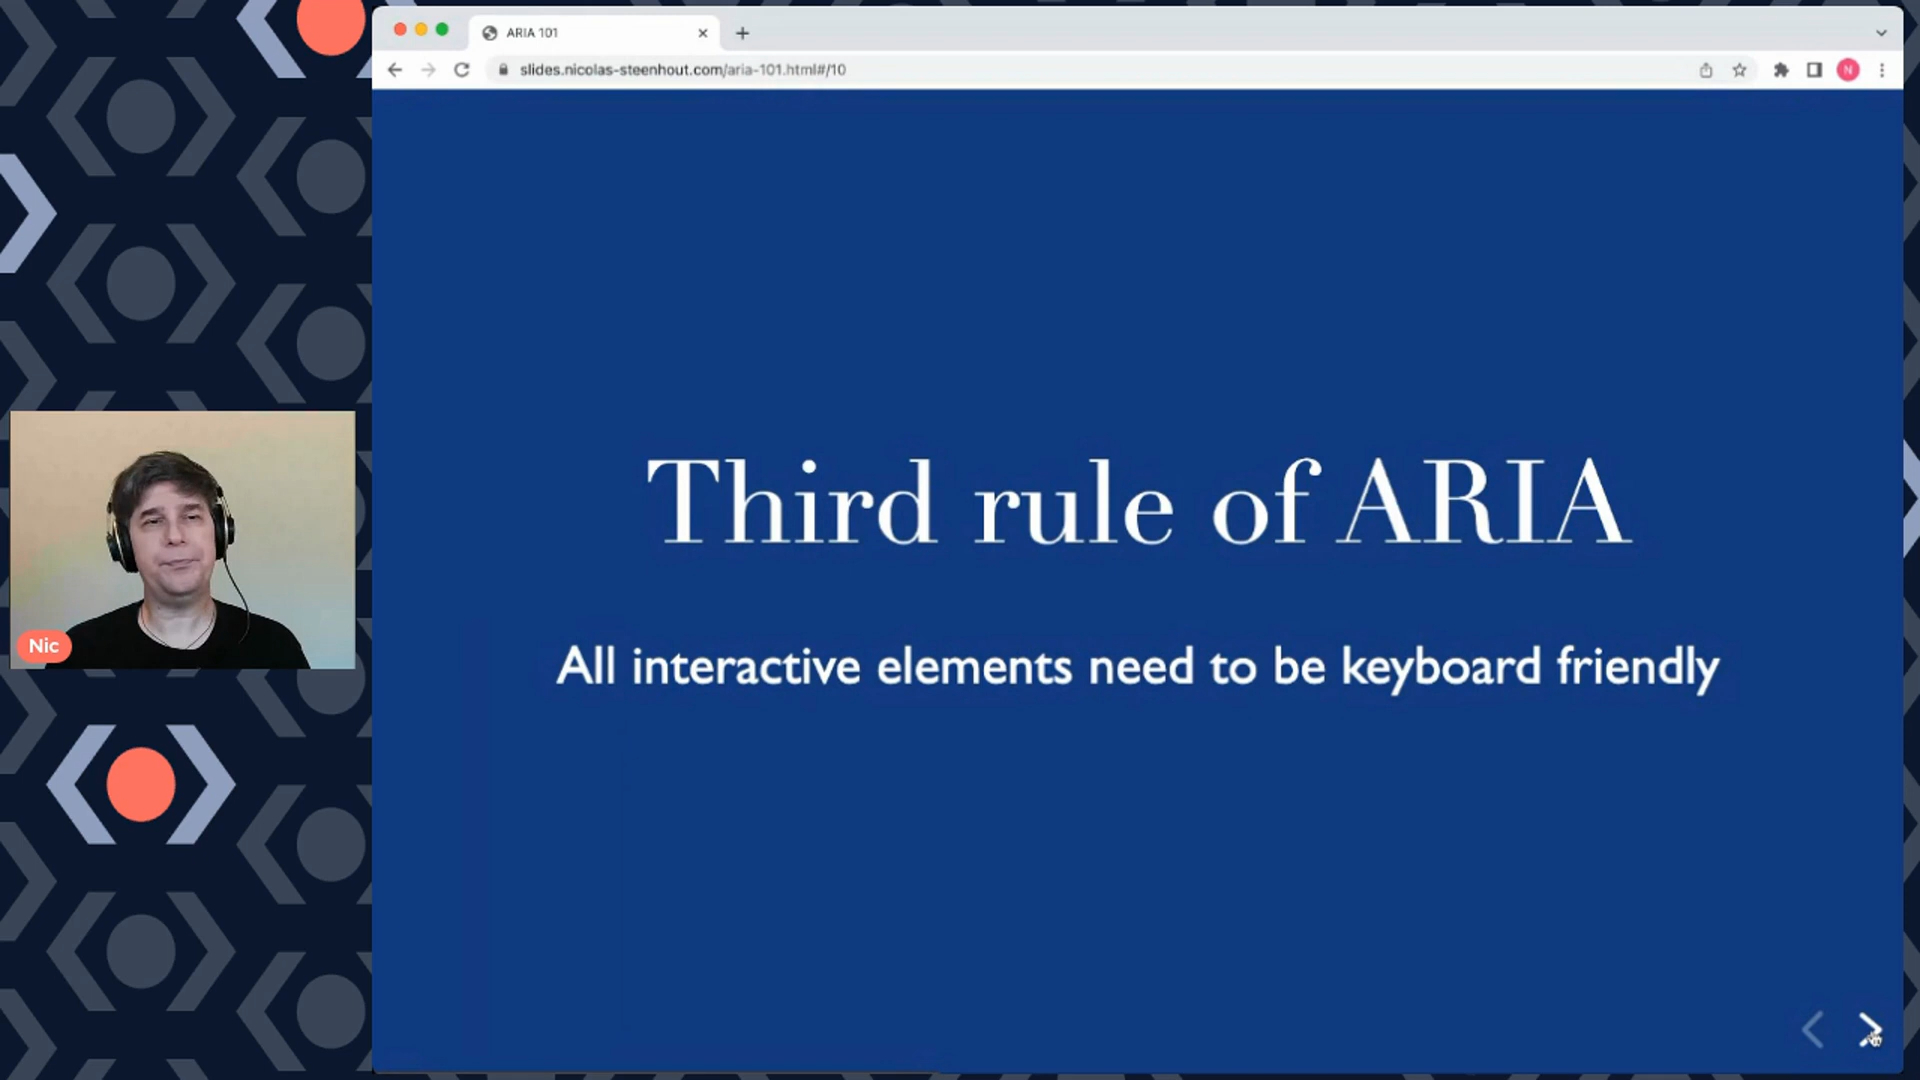 ARIA 101
slides.nicolas-steenhout.com/aria-101.html#/10
N
Third rule of ARIA
All interactive elements need to be keyboard friendly
Nic